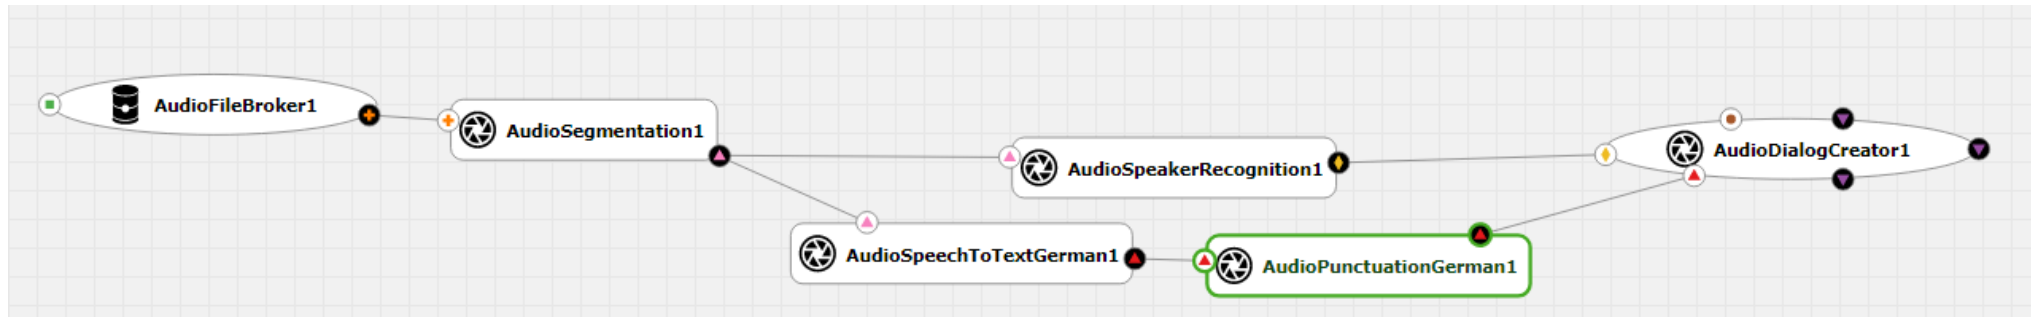 AudioFileBroker1
AudioSegmentation1
AudioSpeakerRecognition1
AudioDialogCreator1
AudioSpeechToTextGerman1
AudioPunctuationGerman1